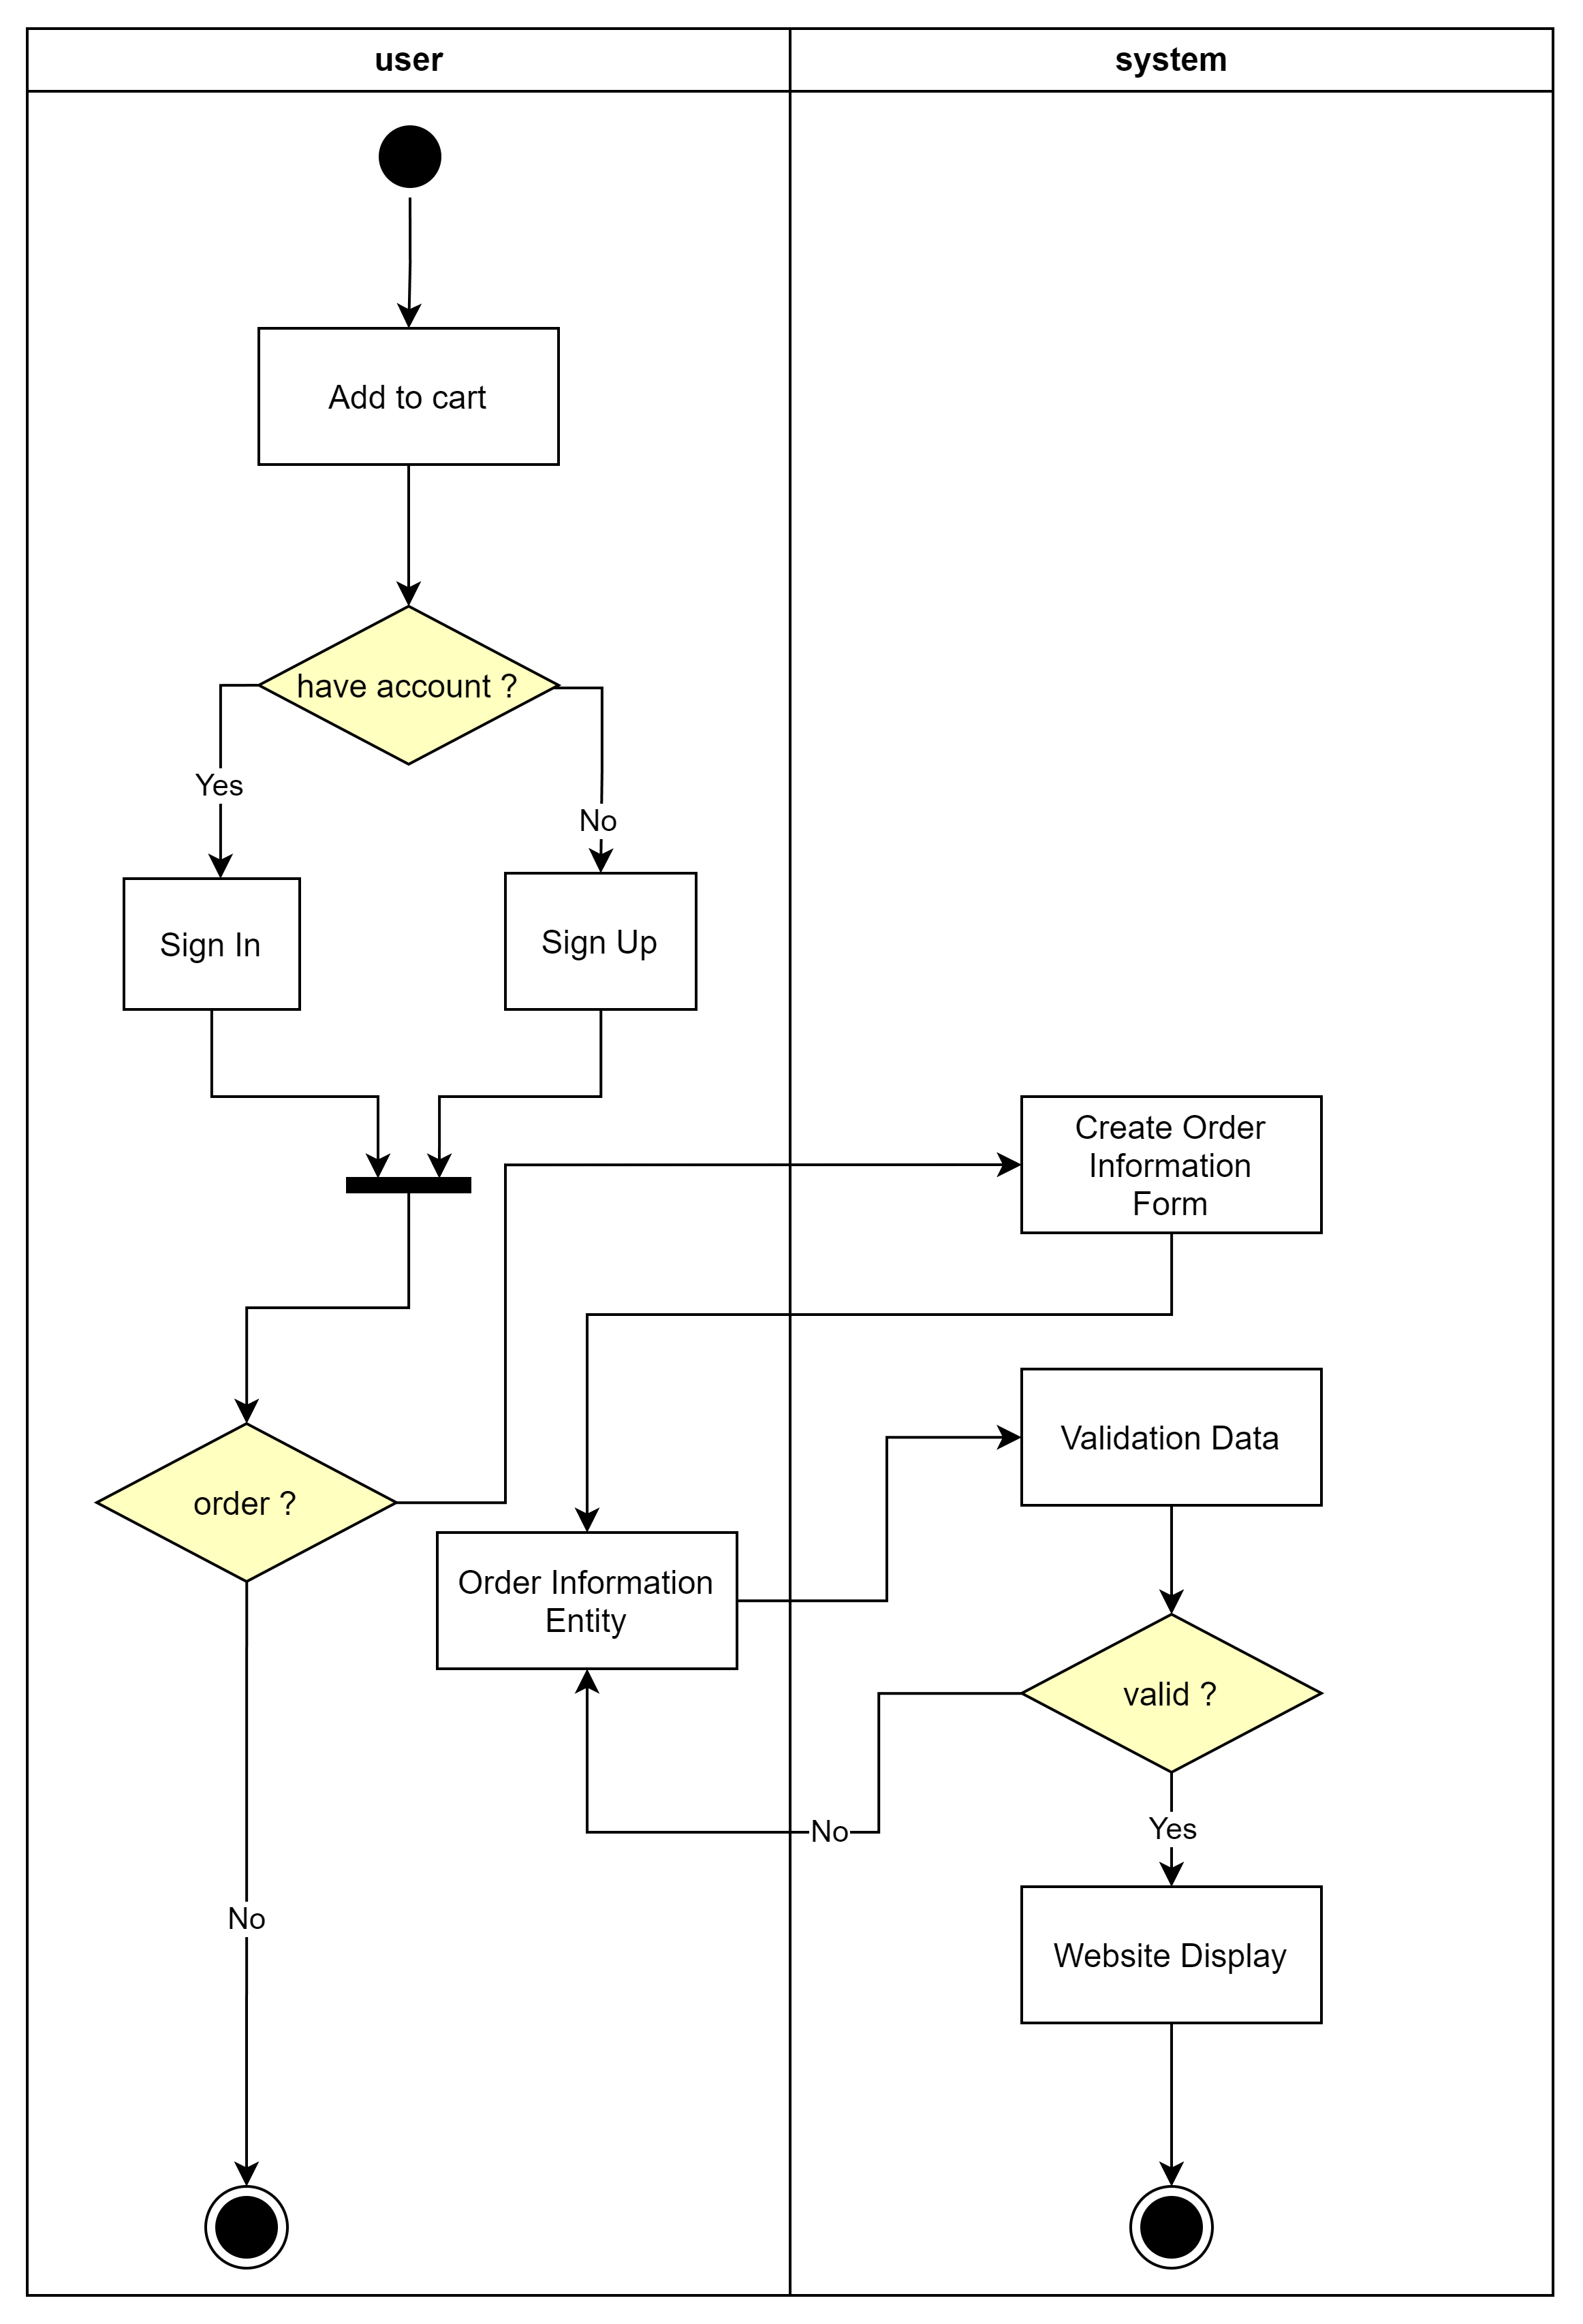 user
system
Add to cart
have account ?
Yes
No
Sign In
Sign Up
Create Order
Information
Form
Validation Data
order ?
Order Information
Entity
valid ?
No
Yes
No
Website Display